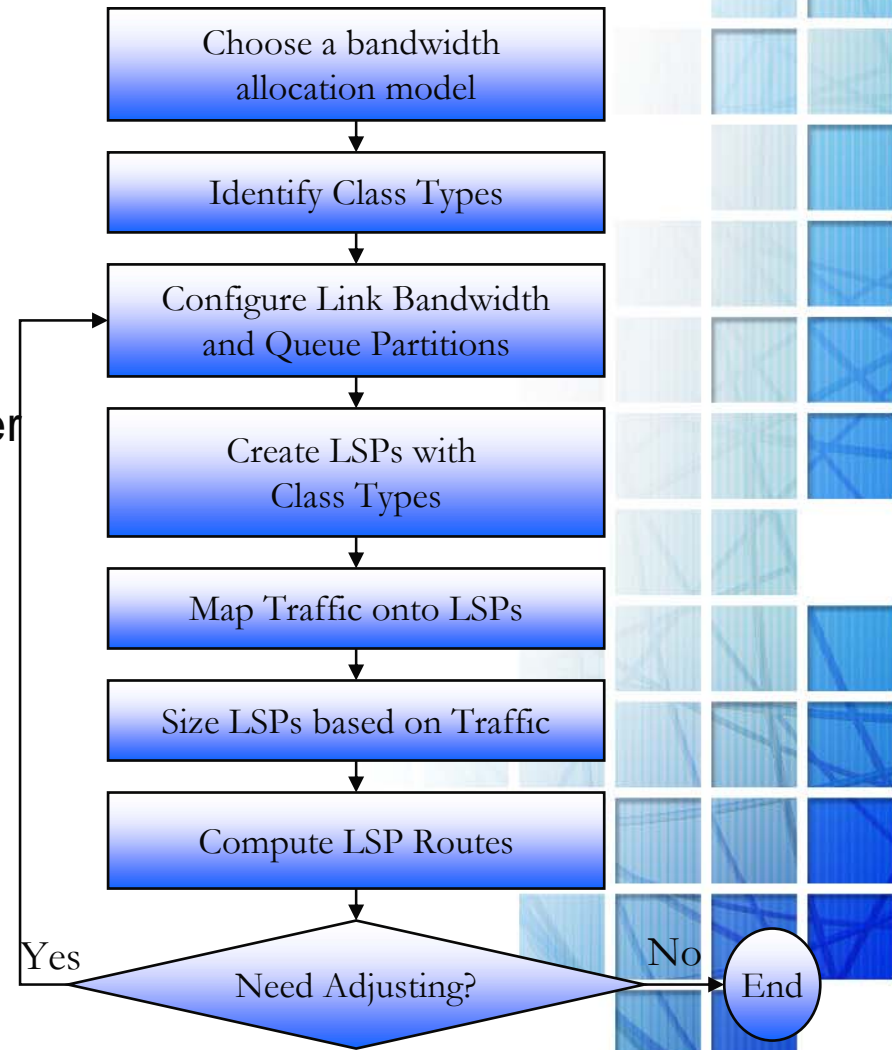 Choose a bandwidth
allocation model
Identify Class Types
Configure Link Bandwidth
and Queue Partitions
er
Create LSPs with
Class Types
Map Traffic onto LSPs
Size LSPs based on Traffic
Compute LSP Routes
Yes
Need Adjusting?
No
End